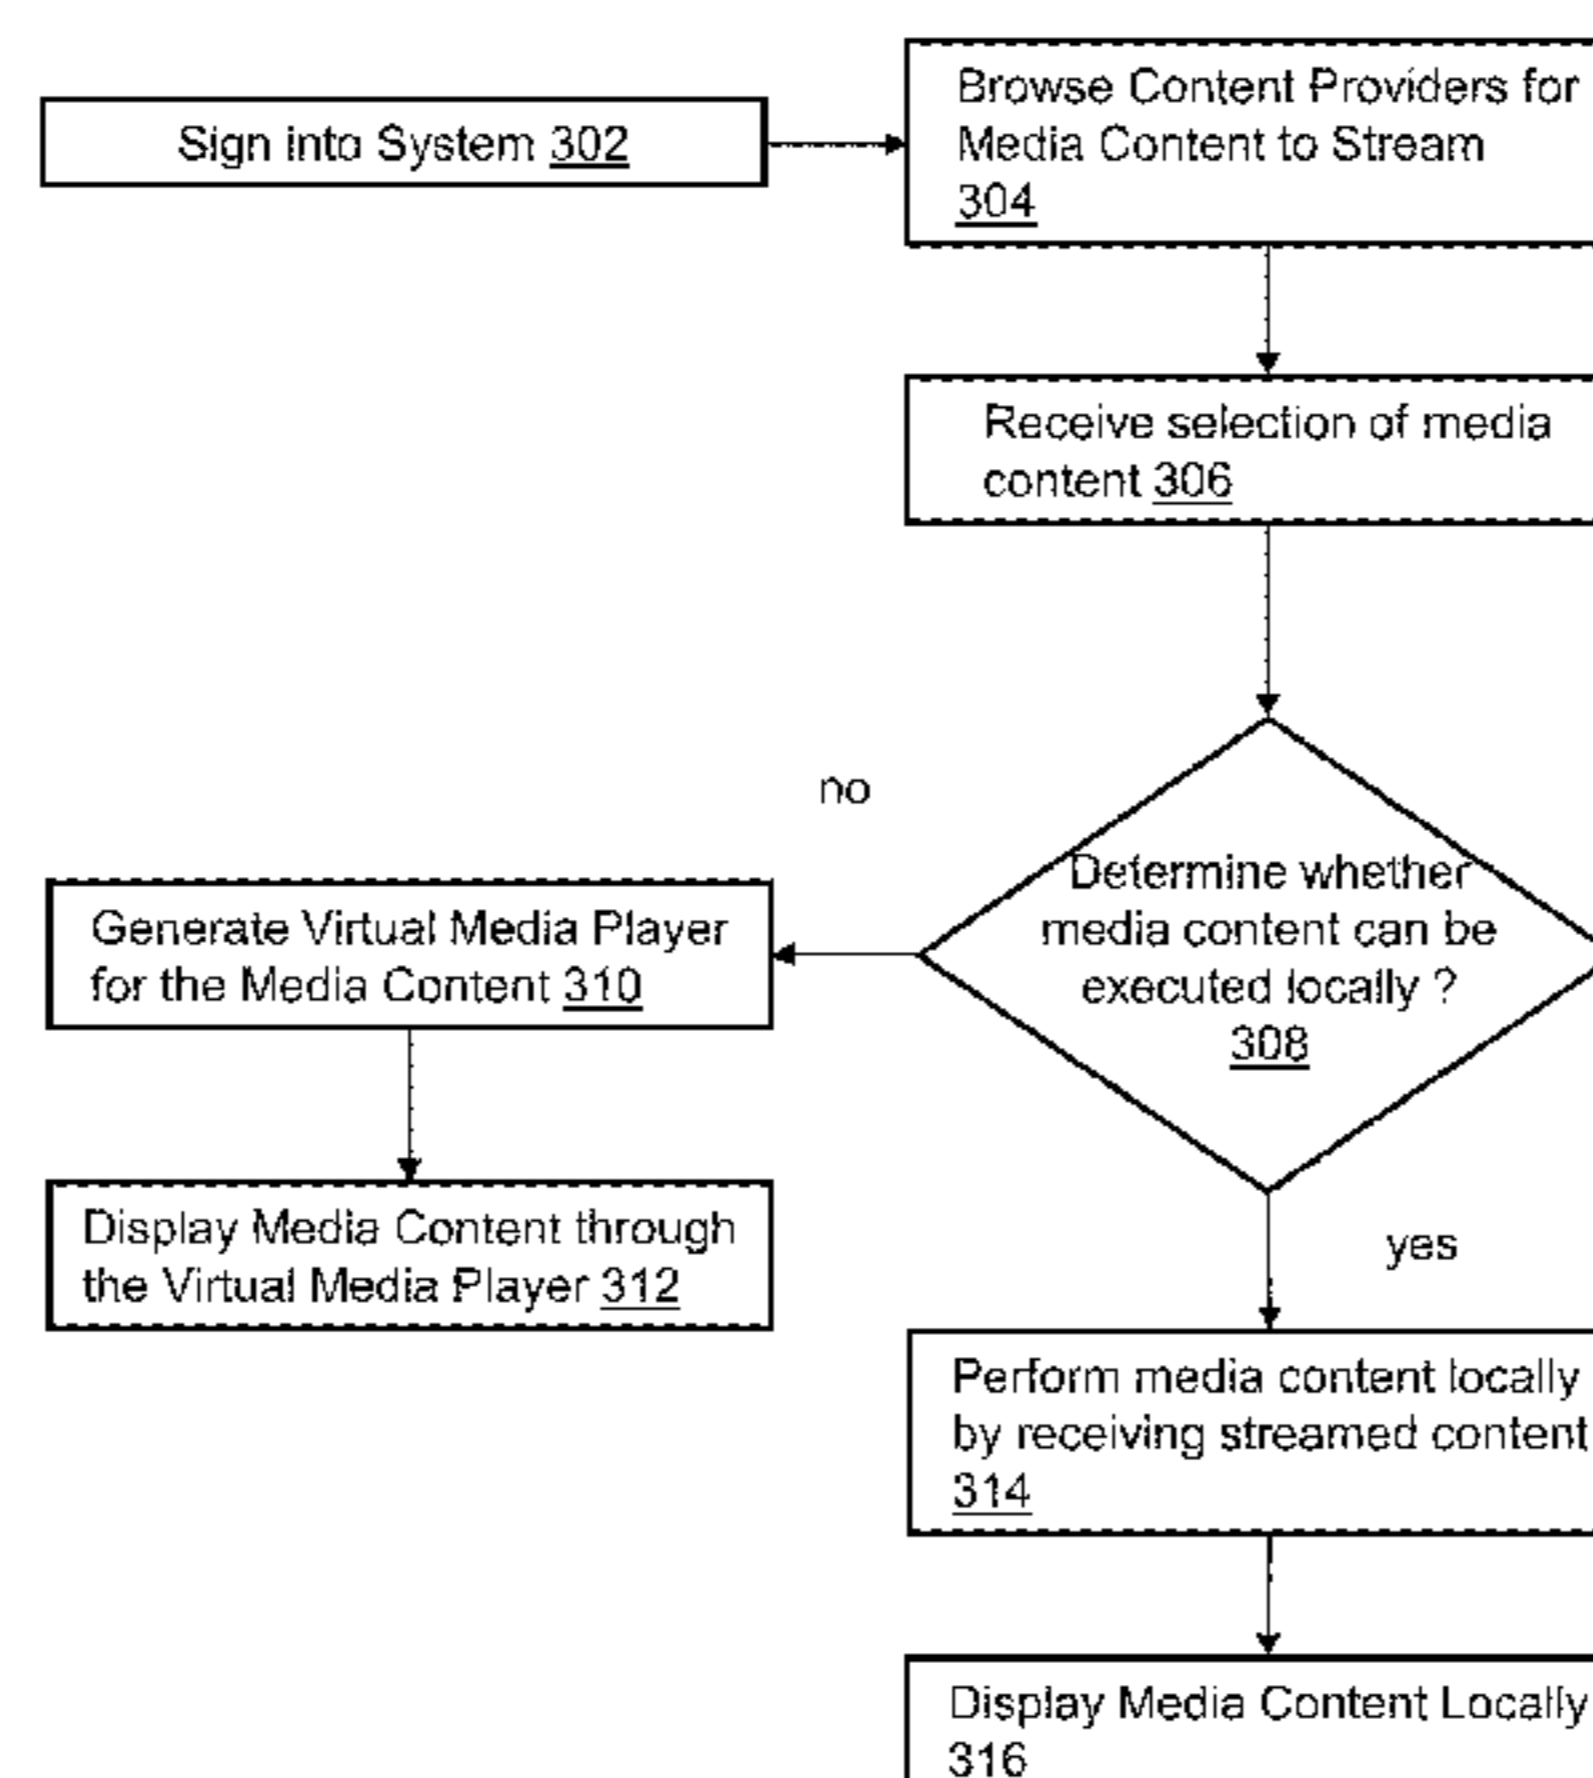 Sign into System 302
Browse Content Providers for
Media Content to Stream
304
Receive selection of media
content 306
no
Determine whether
media content can be
executed locally ?
308
Generate Virtual Media Player
for the Media Content 310
Display Media Content through
the Virtual Media Player 312
yes
Perform media content locally
by receiving streamed content
314
Display Media Content Locally
316